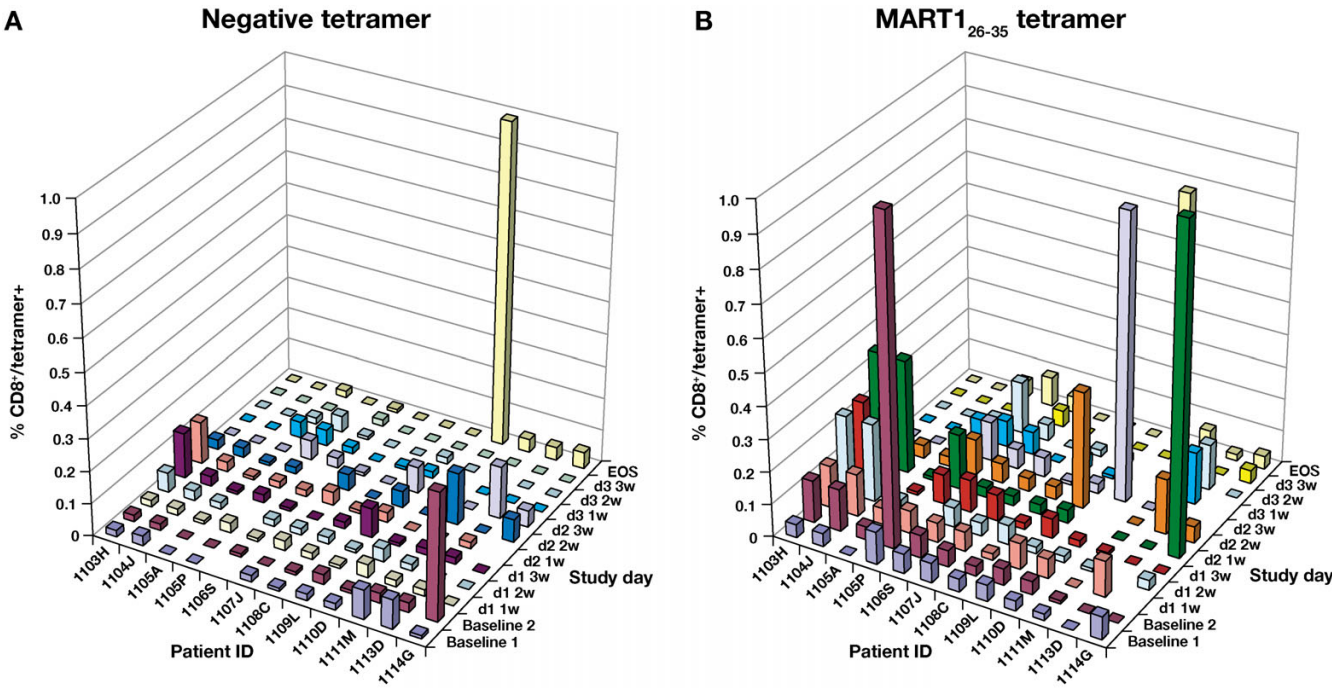 A
Negative tetramer
% CD8+/tetramer+
1.0
0.9
0.8
0.7
0.6
0.5
0.4
0.3
0.2
0.1
0
1103H
1104J
1105A
1105P
1106S
1107J
1108C
1109L
1110D
1111M
1113D
1114G
Patient ID
EOS
d3 3w
d3 2w
d3 1w
d2 3w
d2 2w
d2 1w
d1 3w
d1 2w
d1 1w
Baseline 2
Baseline 1
Study day
B
MART1 26-35 tetramer
% CD8+/tetramer+
1.0
0.9
0.8
0.7
0.6
0.5
0.4
0.3
0.2
0.1
0
1103H
1104J
1105A
1105P
1106S
1107J
1108C
1109L
1110D
1111M
1113D
1114G
Patient ID
EOS
d3 3w
d3 2w
d3 1w
d2 3w
d2 2w
d2 1w
d1 3w
d1 2w
d1 1w
Baseline 2
Baseline 1
Study day